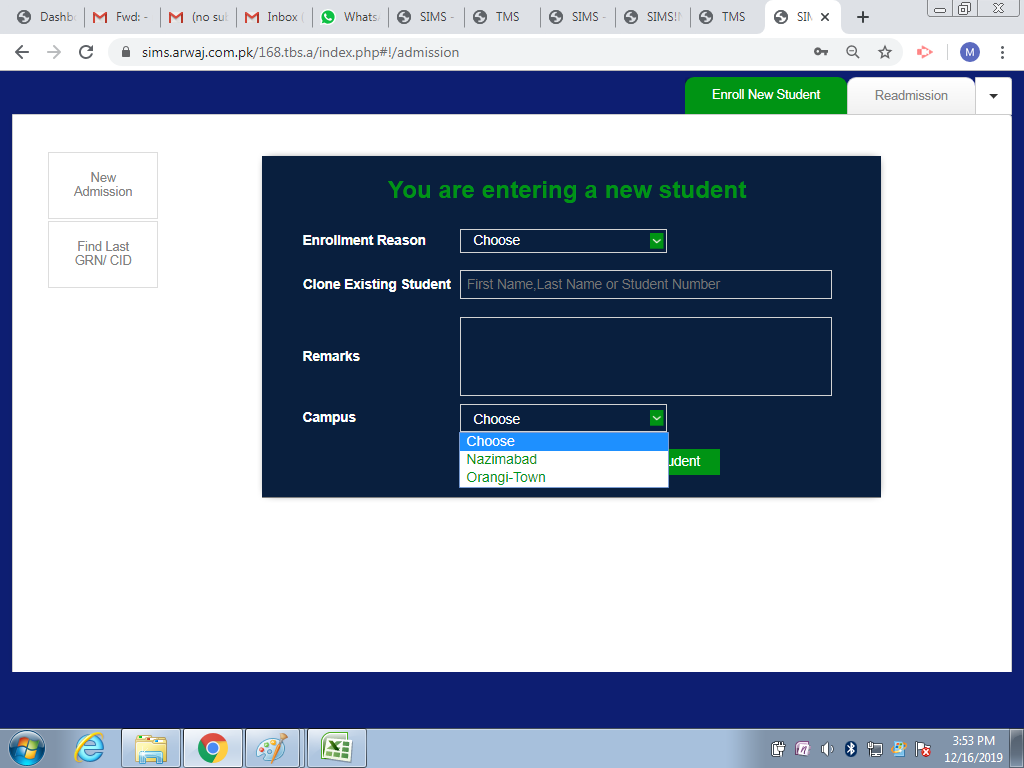 Dashb
Fwd: -
(no sub
Inbox (
Whats
SIMS -
TMS
SIMS -
SIMS!!
TMS
SIM
sims.arwaj.com.pk/168.tbs.a/index.php#!/admission
M
Enroll New Student
Readmission
New
Admission
Find Last
GRN/ CID
You are entering a new student
Enrollment Reason
Choose
Clone Existing Student
First Name,Last Name or Student Number
Remarks
Campus
Choose
Choose
Nazimabad
Orangi-Town
udent
3:53 PM
12/16/2019